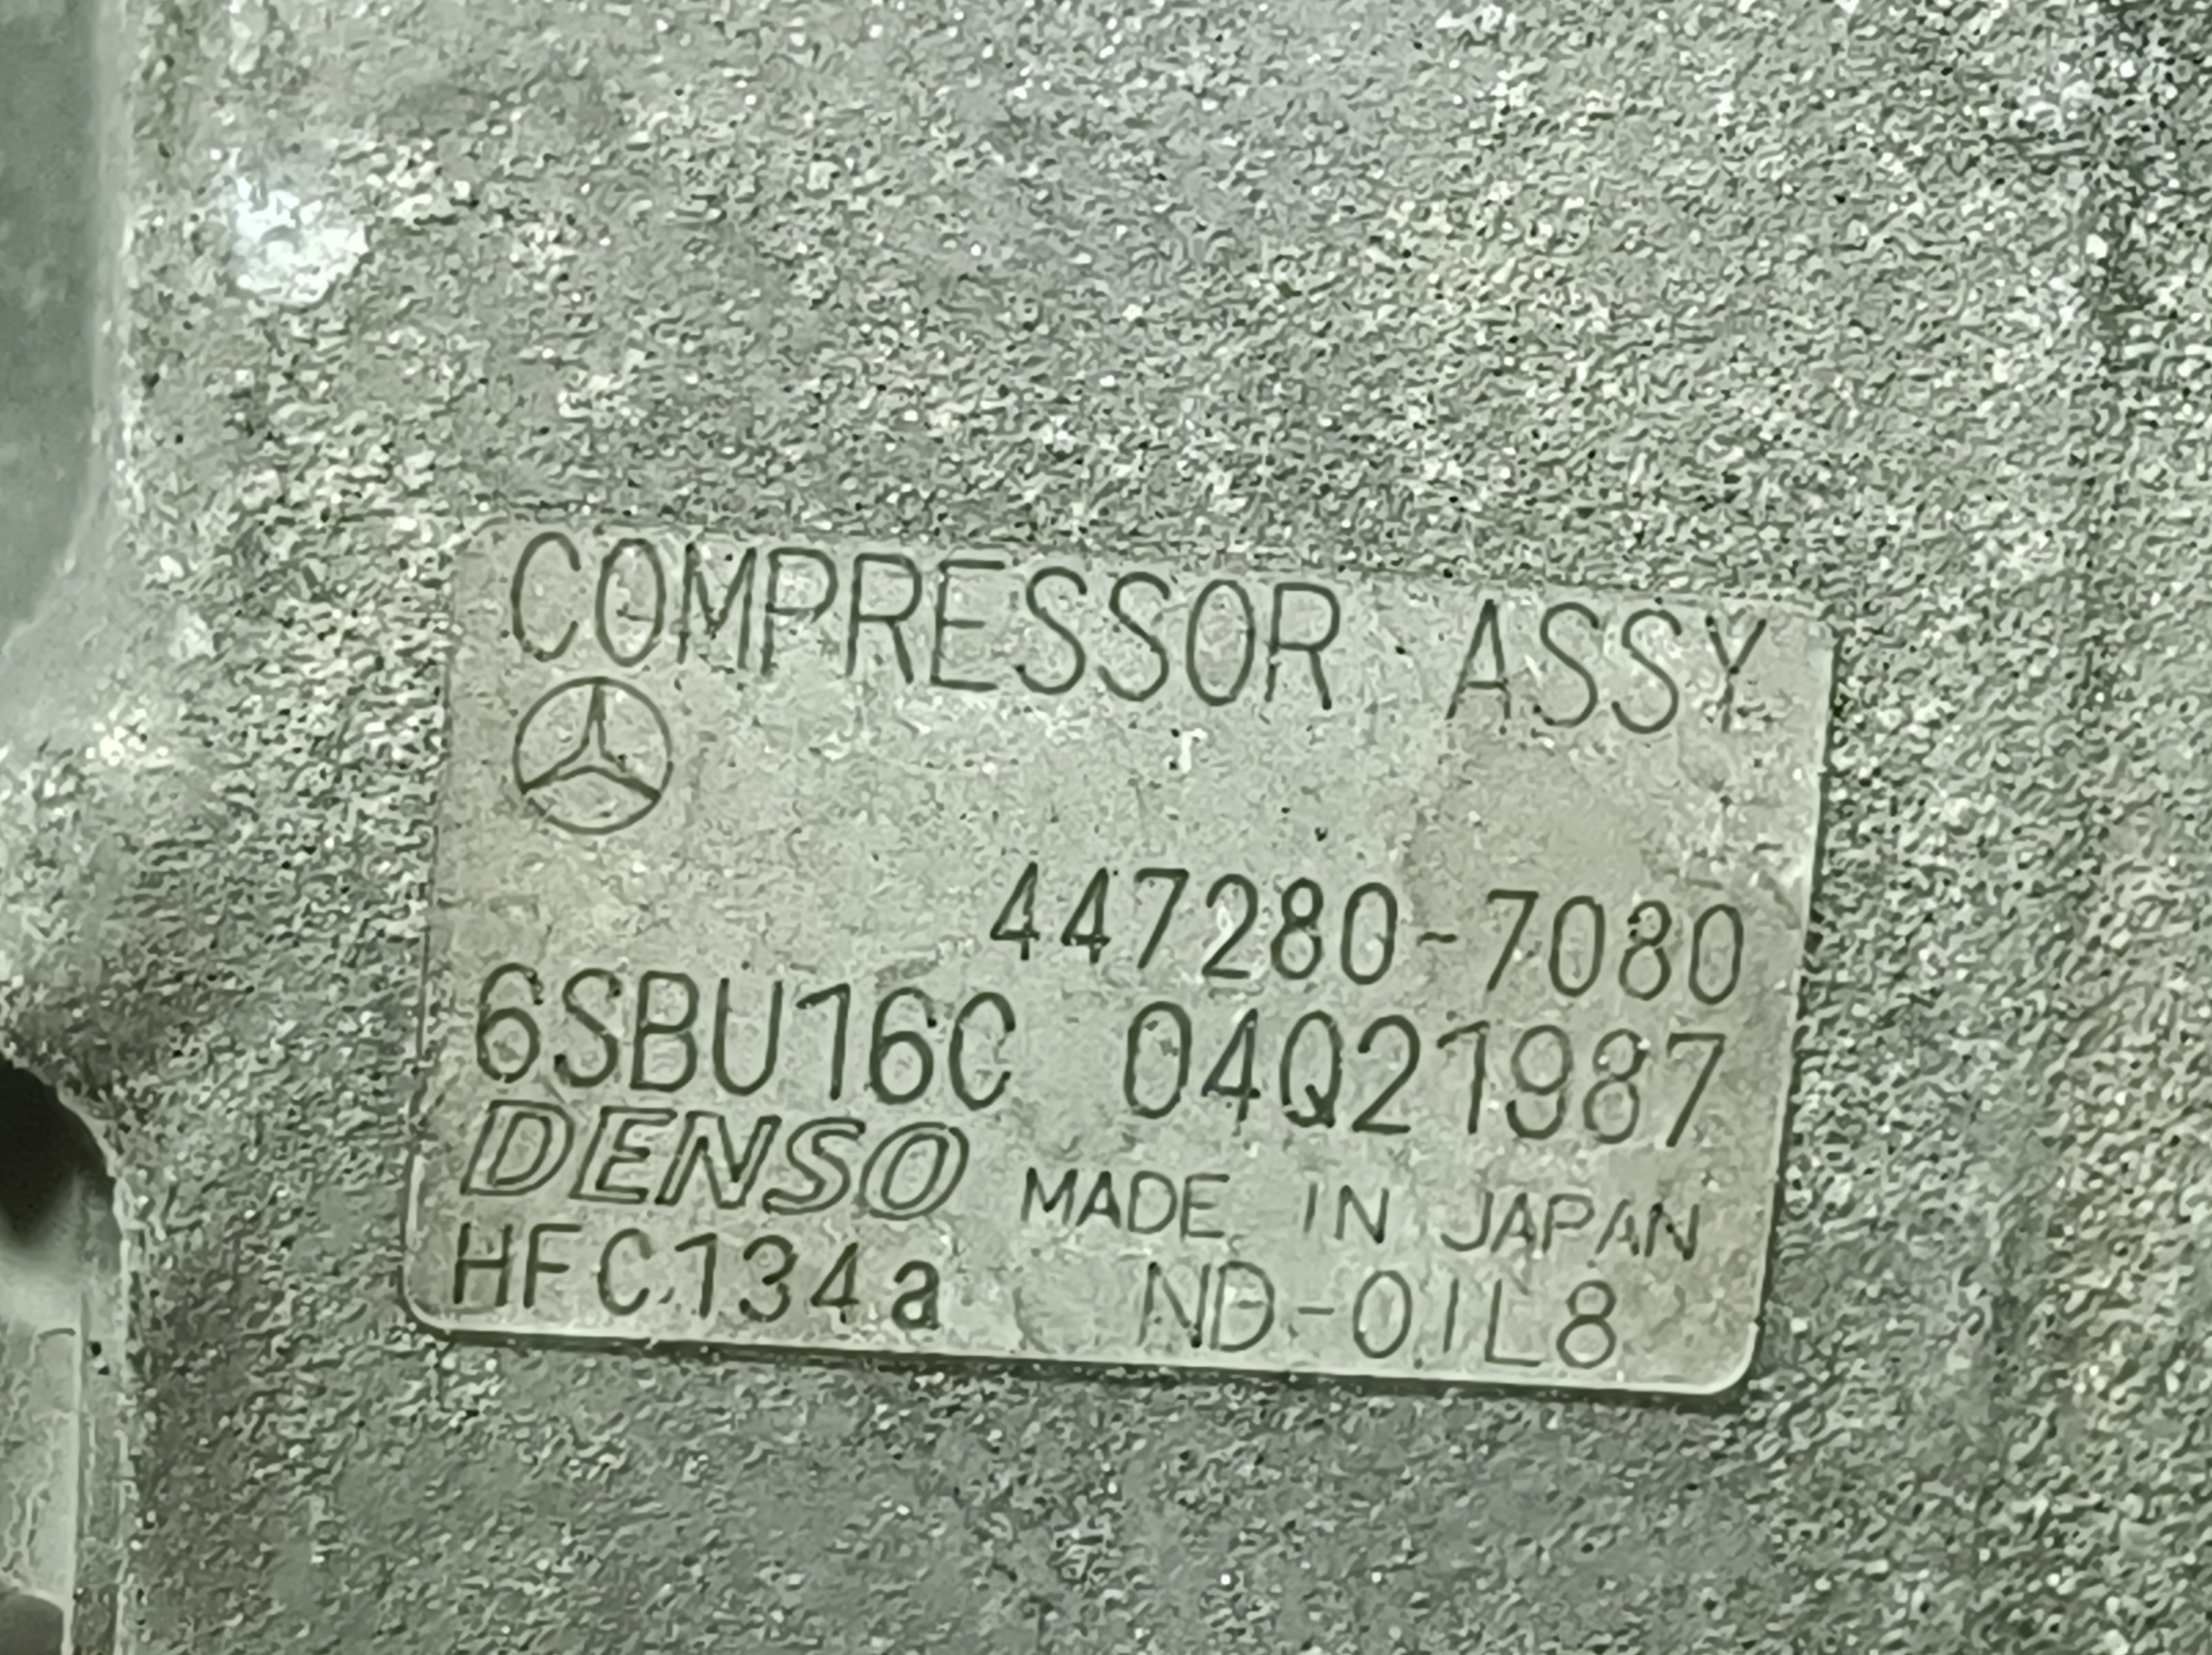 COMPRESSOR ASSY
447280-7080
6SBU16C 04Q21987
DENSO MADE IN JAPAN
HFC134a ND-OIL8